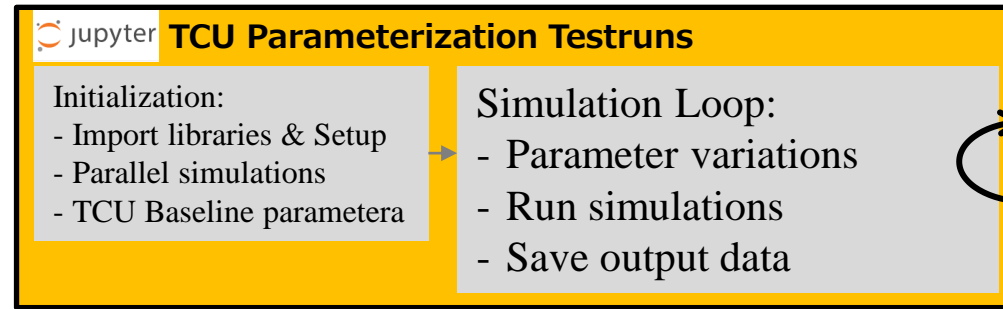 jupyter TCU Parameterization Testruns
Initialization:
- Import libraries & Setup
- Parallel simulations
- TCU Baseline parametera
Simulation Loop:
- Parameter variations
- Run simulations
- Save output data